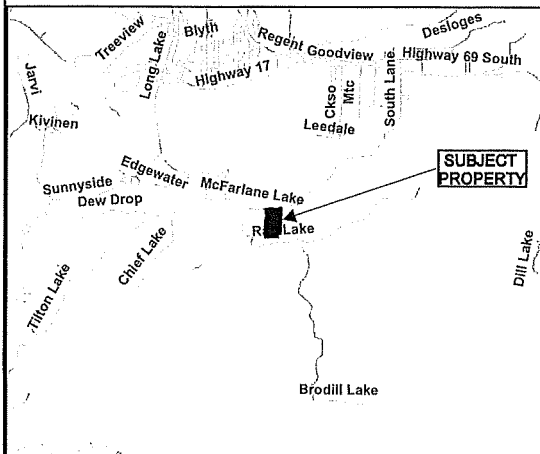 Desloges
Treeview
Blyth
Regent
Goodview
Highway 69 South
Long Lake
Highway 17
Jarvi
Ckso
Mtc
South Lane
Kivinen
Leedale
SUBJECT
PROPERTY
Edgewater
McFarlane Lake
Sunnyside
Dew Drop
Lake
Chief Lake
Tilton Lake
Dill Lake
Brodill Lake